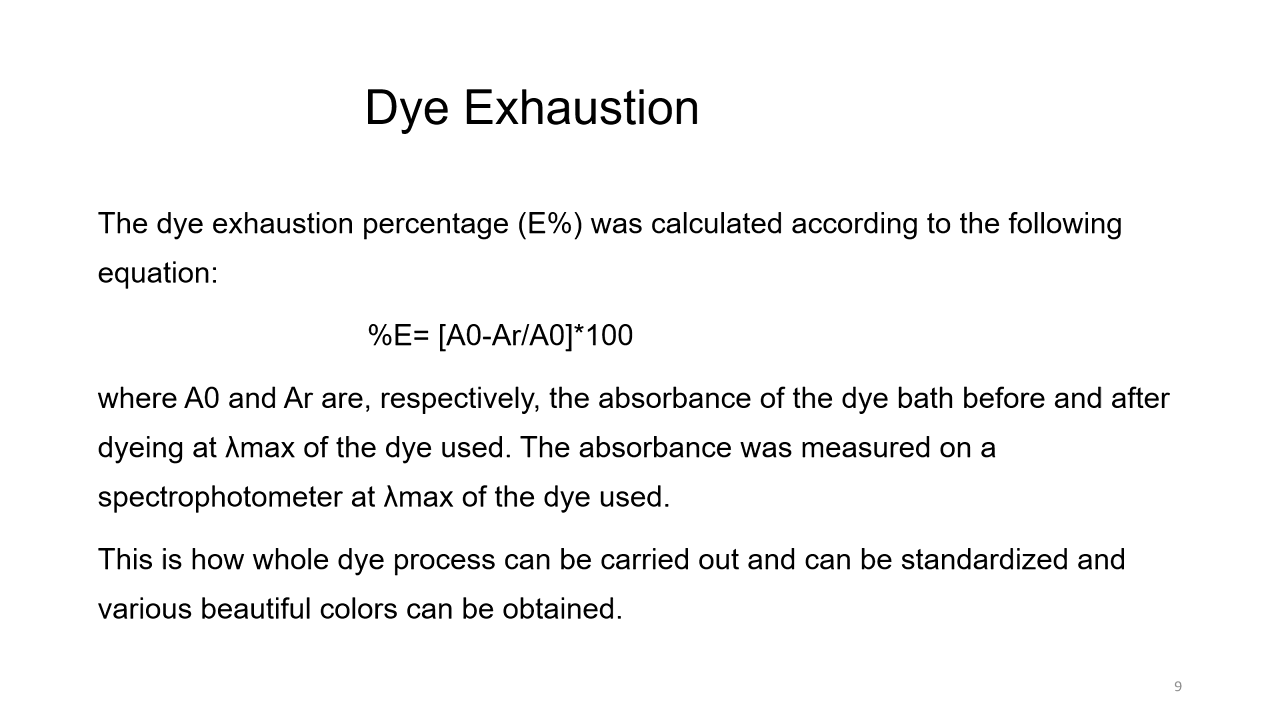 Dye Exhaustion
The dye exhaustion percentage (E%) was calculated according to the following
equation:
%E= [A0-Ar/A0]*100
where A0 and Ar are, respectively, the absorbance of the dye bath before and after
dyeing at λmax of the dye used. The absorbance was measured on a
spectrophotometer at λmax of the dye used.
This is how whole dye process can be carried out and can be standardized and
various beautiful colors can be obtained.
9